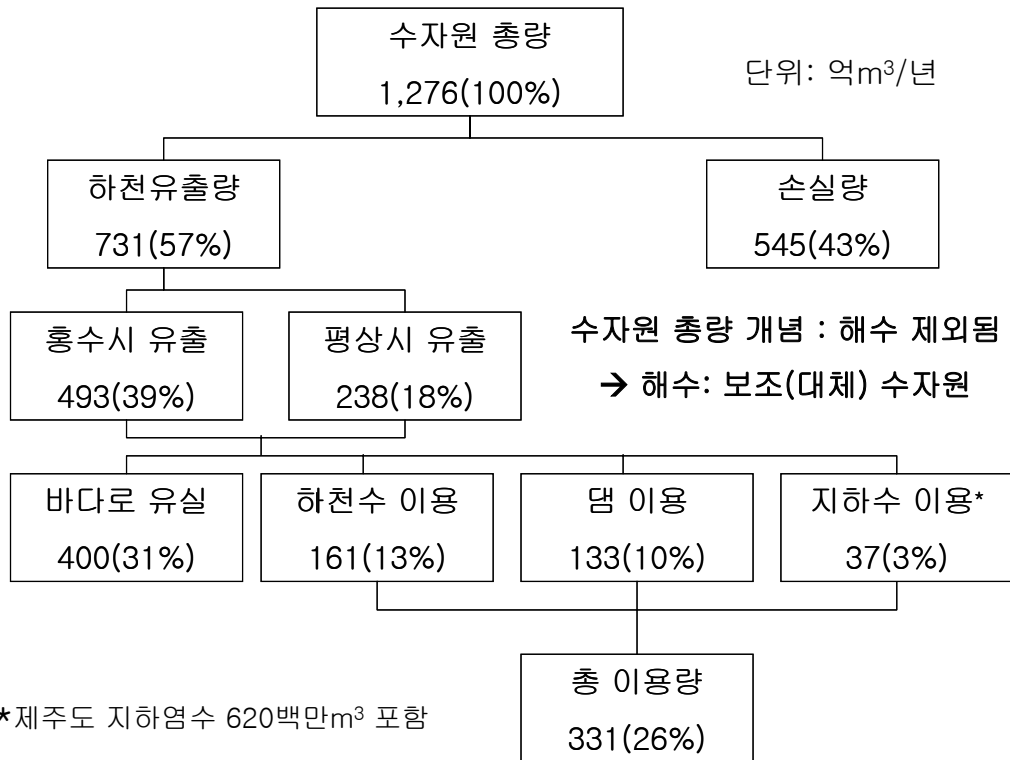 수자원 총량
1,276(100%)
단위: 억m³/년
하천유출량
731(57%)
손실량
545(43%)
홍수시 유출
493(39%)
평상시 유출
238(18%)
수자원 총량 개념 : 해수 제외됨
→ 해수: 보조(대체) 수자원
바다로 유실
400(31%)
하천수 이용
161(13%)
댐 이용
133(10%)
지하수 이용*
37(3%)
총 이용량
331(26%)
*제주도 지하염수 620백만m³ 포함